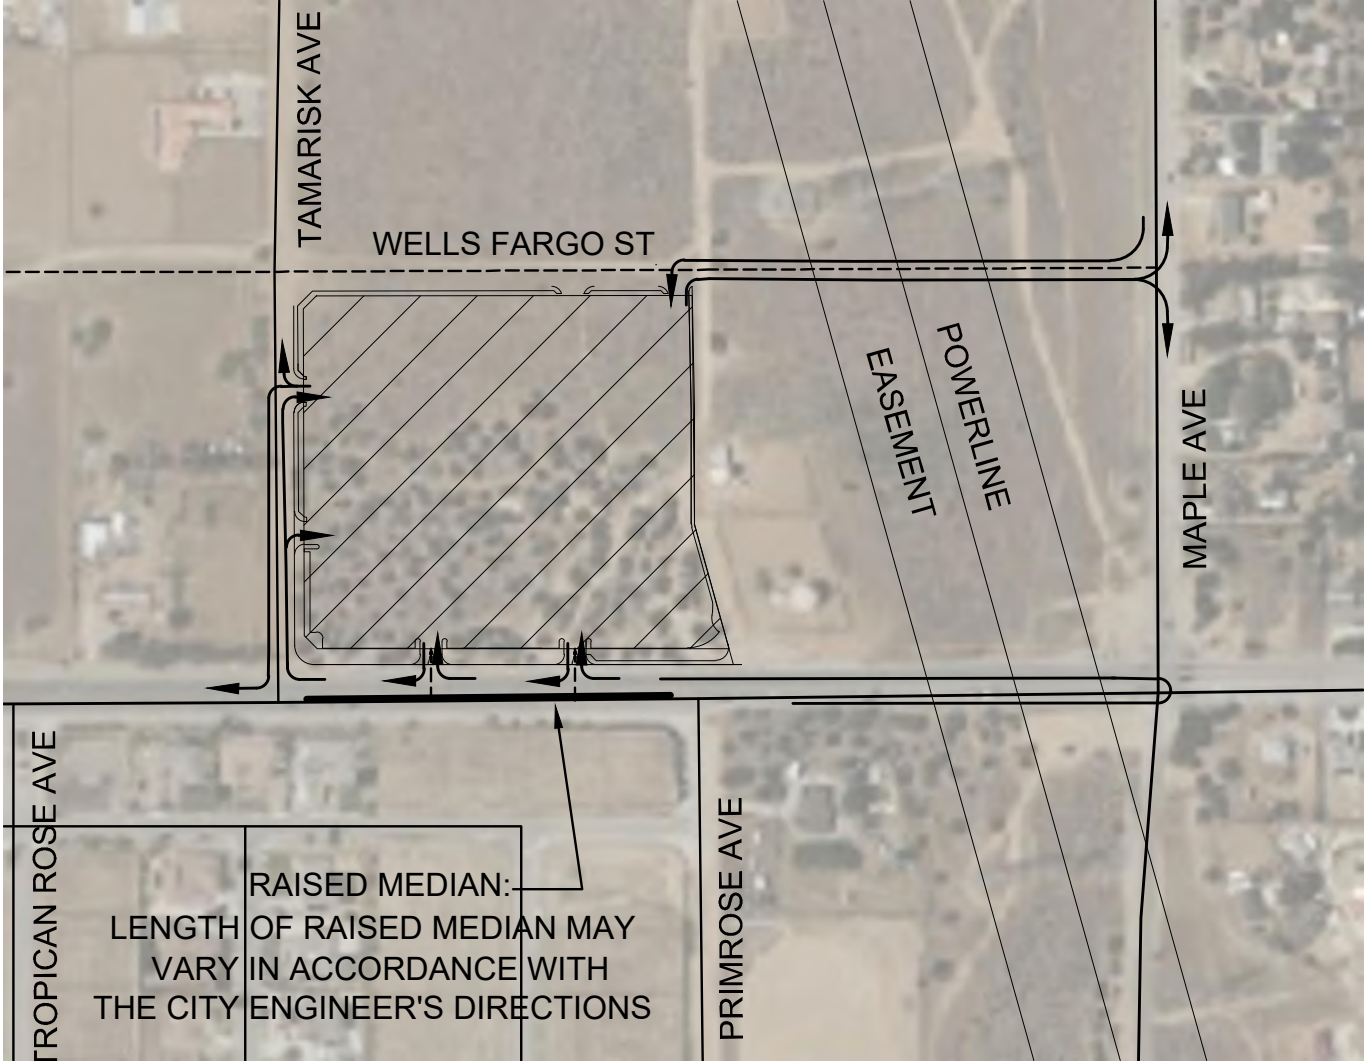 TAMARISK AVE
WELLS FARGO ST
POWERLINE
EASEMENT
MAPLE AVE
TROPICAN ROSE AVE
PRIMROSE AVE
RAISED MEDIAN:
LENGTH OF RAISED MEDIAN MAY
VARY IN ACCORDANCE WITH
THE CITY ENGINEER'S DIRECTIONS